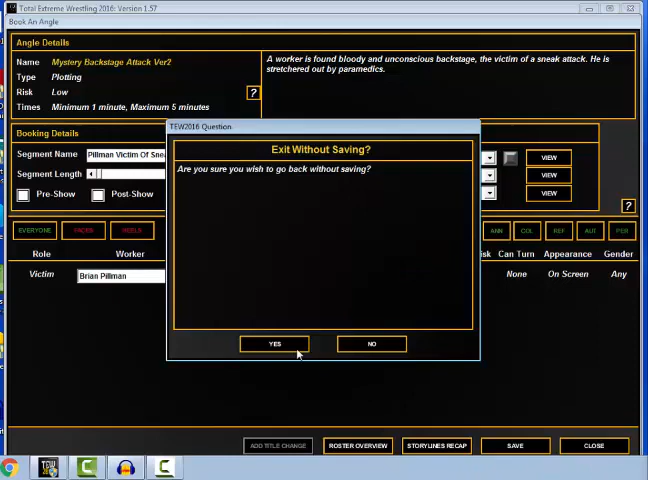 Total Extreme Wrestling 2016: Version 1.57
Book An Angle
Angle Details
Name Mystery Backstage Attack Ver2
Type Plotting
Risk Low
Times Minimum 1 minute, Maximum 5 minutes
?
A worker is found bloody and unconscious backstage, the victim of a sneak attack. He is
stretchered out by paramedics.
Booking Details
Segment Name Pillman Victim Of Snea
Segment Length
Pre-Show Post-Show
VIEW
VIEW
VIEW
?
TEW2016 Question
Exit Without Saving?
Are you sure you wish to go back without saving?
YES NO
EVERYONE FACES HEELS ANN COL REF AUT PER
Role Worker isk Can Turn Appearance Gender
Victim Brian Pillman None On Screen Any
ADD TITLE CHANGE ROSTER OVERVIEW STORYLINES RECAP SAVE CLOSE